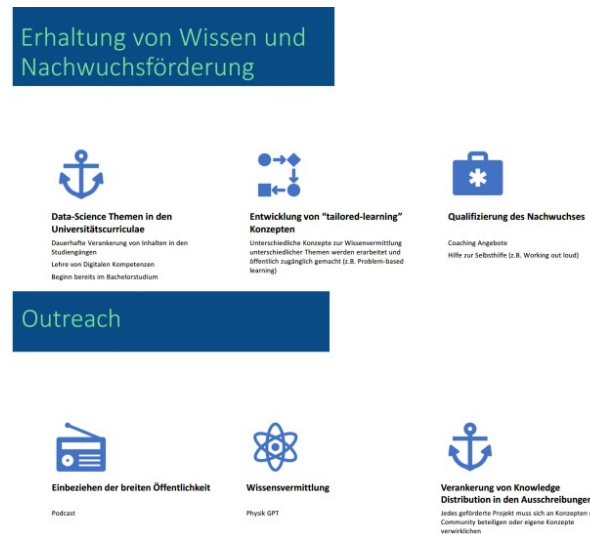 Erhaltung von Wissen und
Nachwuchsförderung
Data-Science Themen in den
Universitätscurriculae
Dauerhafte Verankerung von Inhalten in den
Studiengängen
Lehre von Digitalen Kompetenzen
Beginn bereits im Bachelorstudium
Entwicklung von “tailored-learning”
Konzepten
Unterschiedliche Konzepte zur Wissensvermittlung
unterschiedlicher Themen werden erarbeitet und
öffentlich zugänglich gemacht (z.B. Problem-based
learning)
Qualifizierung des Nachwuchses
Coaching Angebote
Hilfe zur Selbsthilfe (z.B. Working out loud)
Outreach
Einbeziehen der breiten Öffentlichkeit
Podcast
Wissensvermittlung
Physik GPT
Verankerung von Knowledge
Distribution in den Ausschreibungen
Jedes geförderte Projekt muss sich an Konzepten
Community beteiligen oder eigene Konzepte
verwirklichen